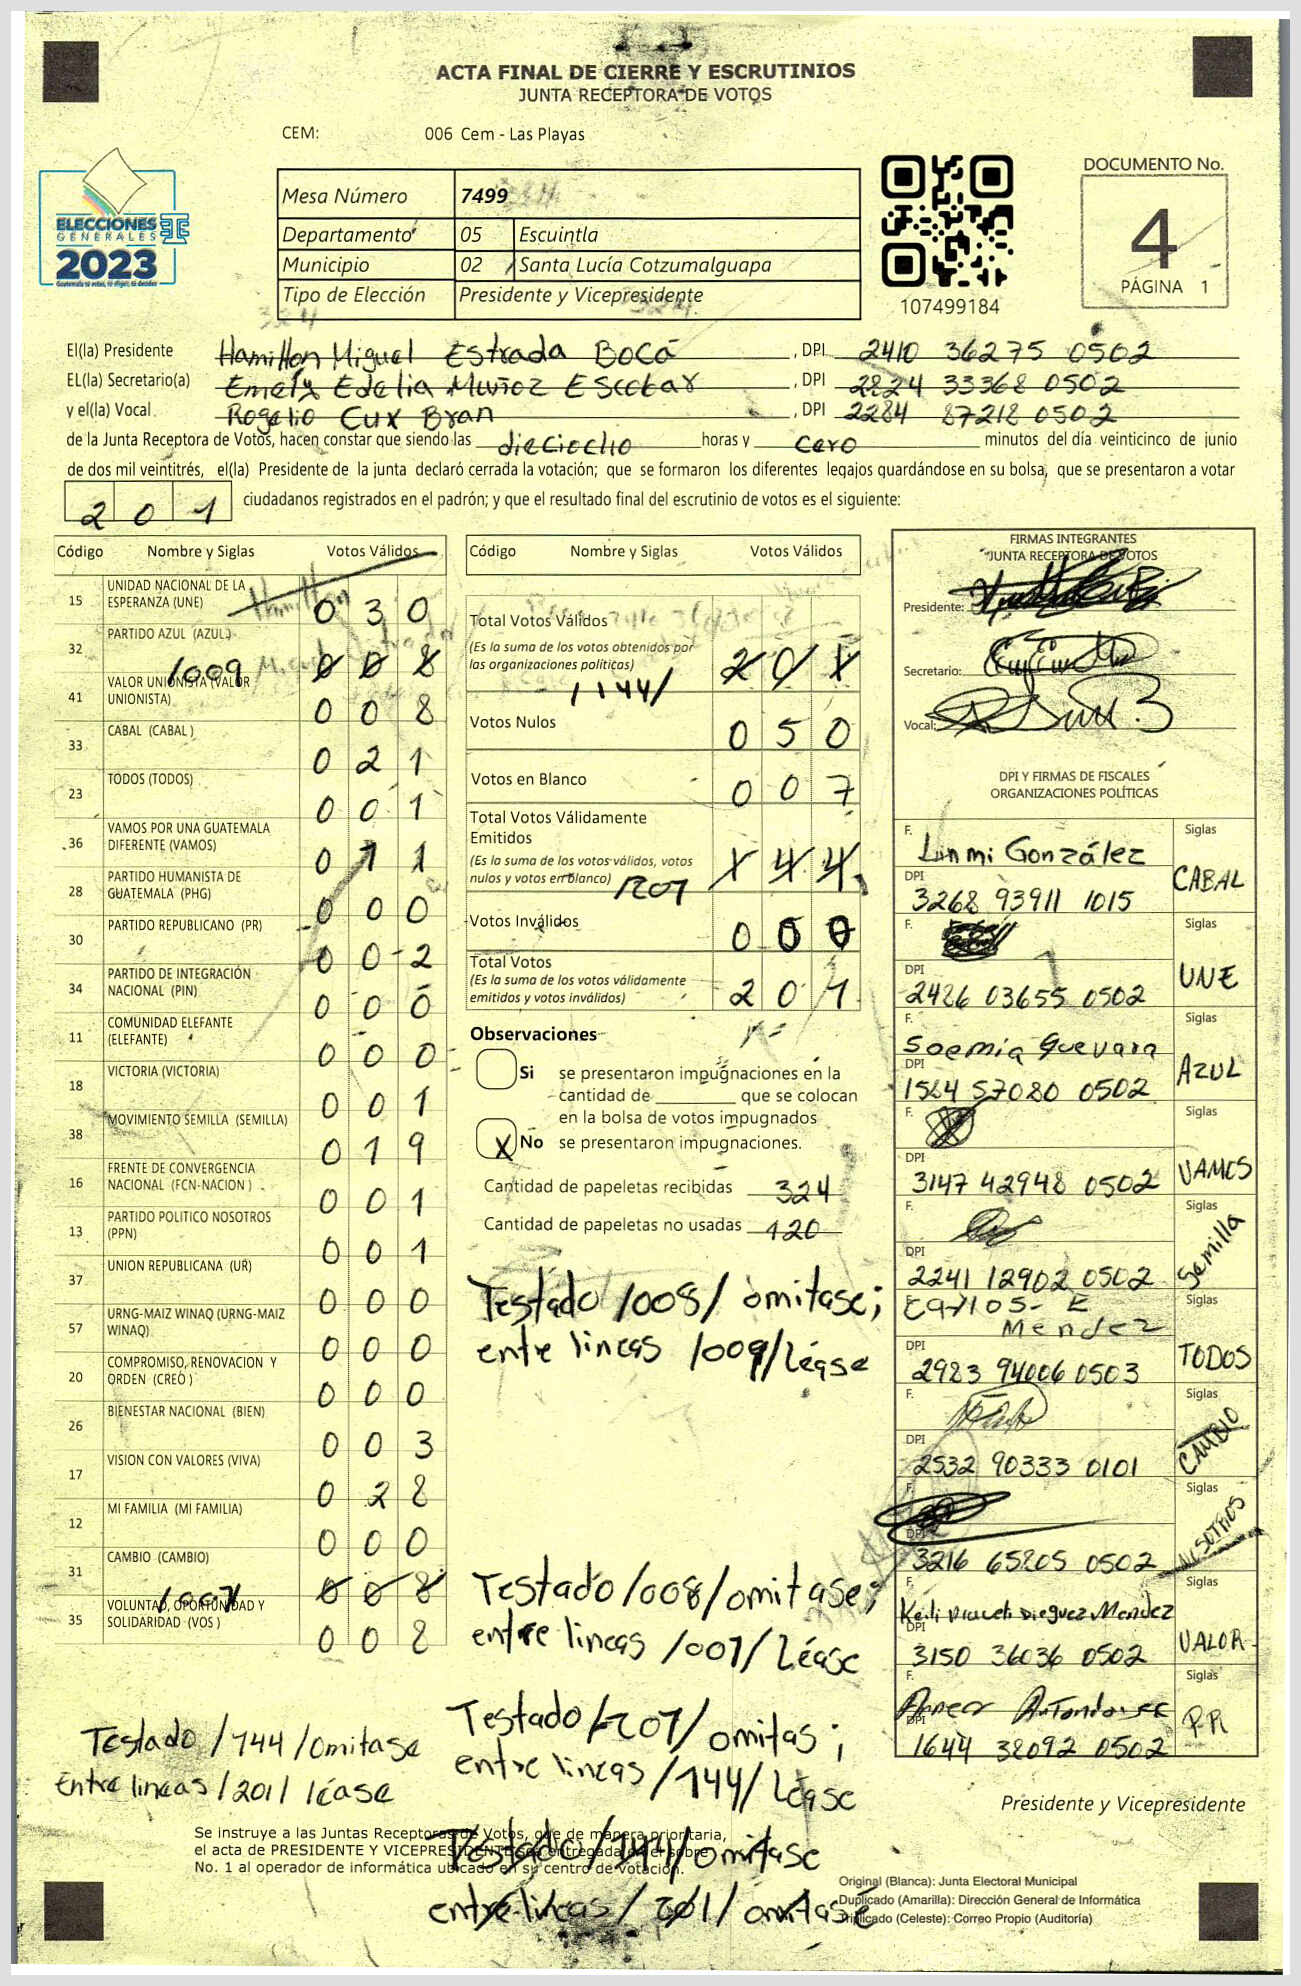 ACTA FINAL DE CIERRE Y ESCRUTINIOS
JUNTA RECEPTORA DE VOTOS
CEM: 006 Cem - Las Playas
ELECCIONES
GENERALES
2023
Mesa Número 7499
Departamento 05 Escuintla
Municipio 02 Santa Lucía Cotzumalguapa
Tipo de Elección Presidente y Vicepresidente
107499184
DOCUMENTO No.
4
PÁGINA 1
El(la) Presidente Hamilton Miguel Estrada Bocá , DPI 2410 36275 0502
EL(la) Secretario(a) Emely Edelia Muñoz Escobar , DPI 2824 33368 0502
y el(la) Vocal Rogelio Cux Bran , DPI 2284 87218 0502
de la Junta Receptora de Votos, hacen constar que siendo las dieciocho horas y cero minutos del día veinticinco de junio
de dos mil veintitrés, el(la) Presidente de la junta declaró cerrada la votación; que se formaron los diferentes legajos guardándose en su bolsa, que se presentaron a votar
201 ciudadanos registrados en el padrón; y que el resultado final del escrutinio de votos es el siguiente:
Código Nombre y Siglas Votos Válidos
15 UNIDAD NACIONAL DE LA ESPERANZA (UNE) 0 3 0
32 PARTIDO AZUL (AZUL) /009 0 0 8
41 VALOR UNIONISTA (VALOR UNIONISTA) 0 0 8
33 CABAL (CABAL ) 0 2 1
23 TODOS (TODOS) 0 0 1
36 VAMOS POR UNA GUATEMALA DIFERENTE (VAMOS) 0 1 1
28 PARTIDO HUMANISTA DE GUATEMALA (PHG) 0 0 0
30 PARTIDO REPUBLICANO (PR) 0 0 2
34 PARTIDO DE INTEGRACIÓN NACIONAL (PIN) 0 0 0
11 COMUNIDAD ELEFANTE (ELEFANTE) 0 0 0
18 VICTORIA (VICTORIA) 0 0 1
38 MOVIMIENTO SEMILLA (SEMILLA) 0 1 9
16 FRENTE DE CONVERGENCIA NACIONAL (FCN-NACION ) 0 0 1
13 PARTIDO POLITICO NOSOTROS (PPN) 0 0 1
37 UNION REPUBLICANA (UR) 0 0 0
57 URNG-MAIZ WINAQ (URNG-MAIZ WINAQ) 0 0 0
20 COMPROMISO, RENOVACION Y ORDEN (CREO ) 0 0 0
26 BIENESTAR NACIONAL (BIEN) 0 0 3
17 VISION CON VALORES (VIVA) 0 2 8
12 MI FAMILIA (MI FAMILIA) 0 0 0
31 CAMBIO (CAMBIO) /007/ 0 0 8
35 VOLUNTAD, OPORTUNIDAD Y SOLIDARIDAD (VOS ) 0 0 2
Código Nombre y Siglas Votos Válidos
Total Votos Válidos
(Es la suma de los votos obtenidos por
las organizaciones políticas)
/144/ 2 0 1
Votos Nulos 0 5 0
Votos en Blanco 0 0 7
Total Votos Válidamente
Emitidos
(Es la suma de los votos válidos, votos
nulos y votos en blanco) /201 1 4 4
Votos Inválidos 0 0 0
Total Votos
(Es la suma de los votos válidamente
emitidos y votos inválidos) 2 0 1
Observaciones
Si se presentaron impugnaciones en la
cantidad de ________ que se colocan
en la bolsa de votos impugnados
X No se presentaron impugnaciones.
Cantidad de papeletas recibidas 324
Cantidad de papeletas no usadas 120
Testado /008/ omitase;
entre lineas /009/ Léase
Testado /008/ omitase;
entre lineas /007/ Léase
Testado /201/ omitas;
entre lineas /144/ Léase
Testado /144/ omitase
entre lineas /201/ omitase
Testado /144/ Omitase
Entre lineas /201/ léase
FIRMAS INTEGRANTES
JUNTA RECEPTORA DE VOTOS
Presidente:
Secretario:
Vocal:
DPI Y FIRMAS DE FISCALES
ORGANIZACIONES POLÍTICAS
F. González Siglas
DPI 3268 93911 1015 CABAL
F. Siglas
DPI 2426 03655 0502 UNE
F. Soemia Guevara Siglas
DPI 1564 57080 0502 AZUL
F. Siglas
DPI 3147 42948 0502 VAMOS
F.
DPI 2241 12902 0502 Semilla
Mendez Siglas
DPI 2983 94006 0503 TODOS
F. Siglas
DPI 2532 90333 0101 CAMBIO
F. Siglas
DPI 3216 65805 0502 NOSOTROS
Dieguez Mendez Siglas
DPI 3150 36036 0502 VALOR
F. Siglas
DPI 1644 38092 0502 P.R
Presidente y Vicepresidente
Se instruye a las Juntas Receptoras de Votos, que de manera prioritaria,
el acta de PRESIDENTE Y VICEPRESIDENTE sea entregada en el sobre
No. 1 al operador de informática ubicado en su centro de votación.
Original (Blanca): Junta Electoral Municipal
Duplicado (Amarilla): Dirección General de Informática
Triplicado (Celeste): Correo Propio (Auditoría)